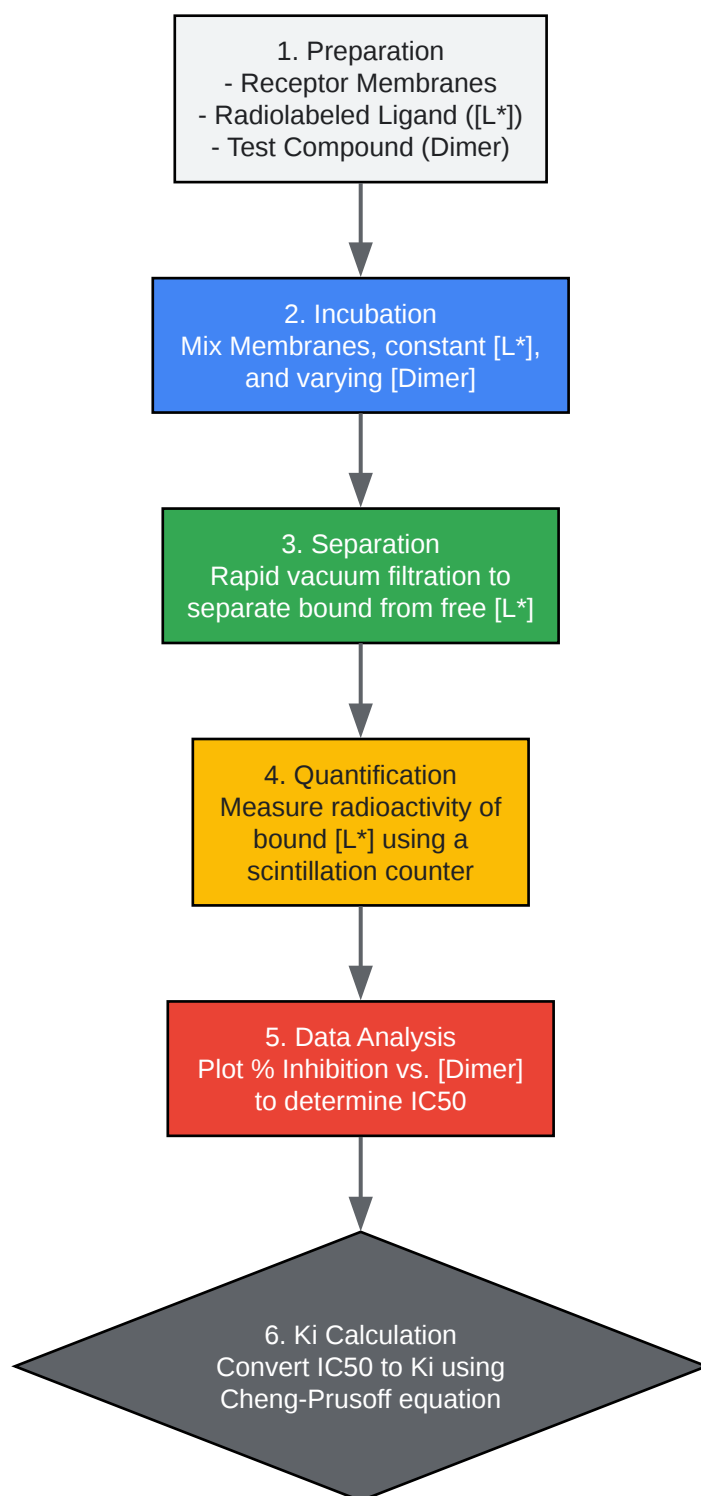 1. Preparation
- Receptor Membranes
- Radiolabeled Ligand ([L*])
- Test Compound (Dimer)
2. Incubation
Mix Membranes, constant [L*],
and varying [Dimer]
3. Separation
Rapid vacuum filtration to
separate bound from free [L*]
4. Quantification
Measure radioactivity of
bound [L*] using a
scintillation counter
5. Data Analysis
Plot % Inhibition vs. [Dimer]
to determine IC50
6. Ki Calculation
Convert IC50 to Ki using
Cheng-Prusoff equation